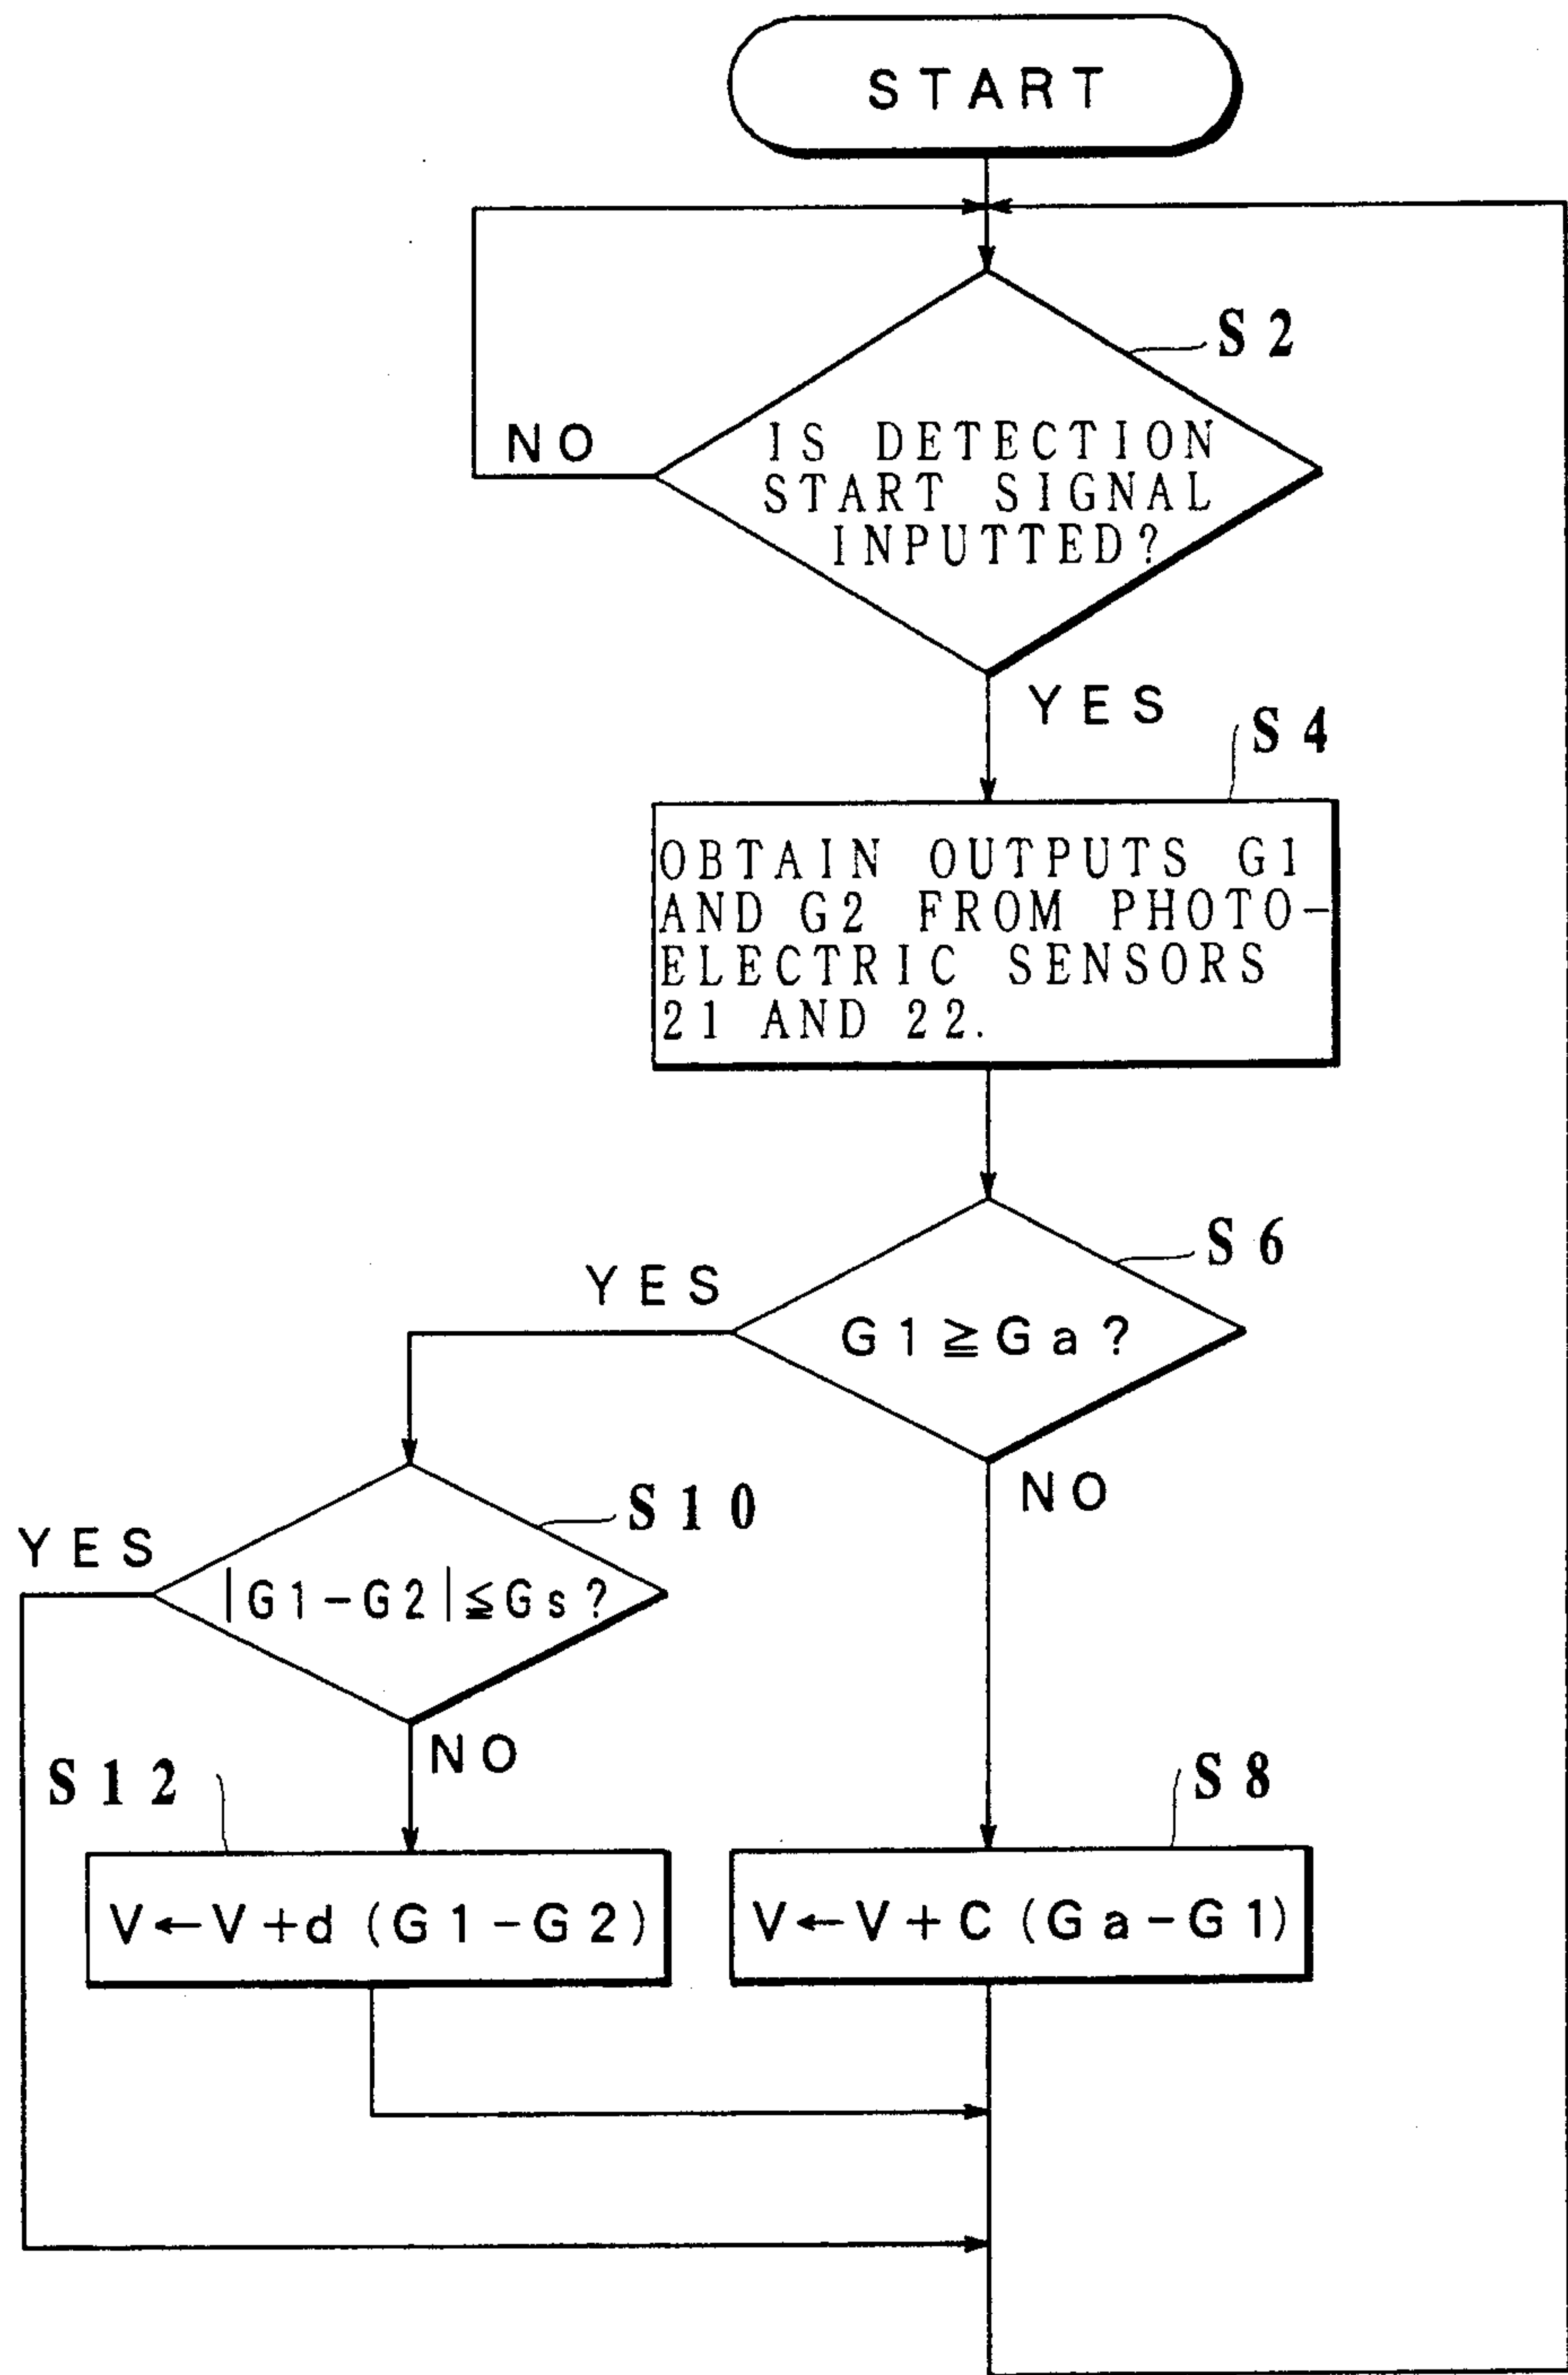 START
S2
NO
IS DETECTION
START SIGNAL
INPUTTED?
YES
S4
OBTAIN OUTPUTS G1
AND G2 FROM PHOTO-
ELECTRIC SENSORS
21 AND 22.
S6
YES
G1≧Ga?
NO
S10
YES
|G1-G2|≦Gs?
NO
S12
S8
V←V+d(G1-G2)
V←V+C(Ga-G1)